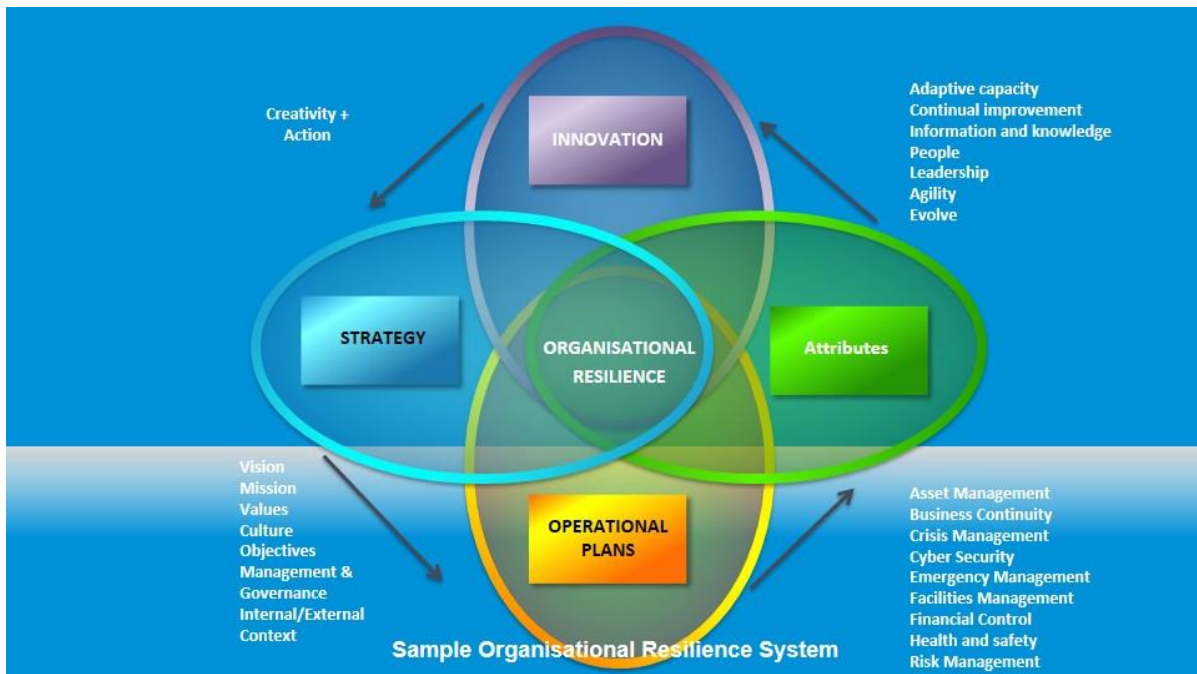 Creativity +
Action
INNOVATION
Adaptive capacity
Continual improvement
Information and knowledge
People
Leadership
Agility
Evolve
STRATEGY
ORGANISATIONAL
RESILIENCE
Attributes
Vision
Mission
Values
Culture
Objectives
Management &
Governance
Internal/External
Context
OPERATIONAL
PLANS
Asset Management
Business Continuity
Crisis Management
Cyber Security
Emergency Management
Facilities Management
Financial Control
Health and safety
Risk Management
Sample Organisational Resilience System